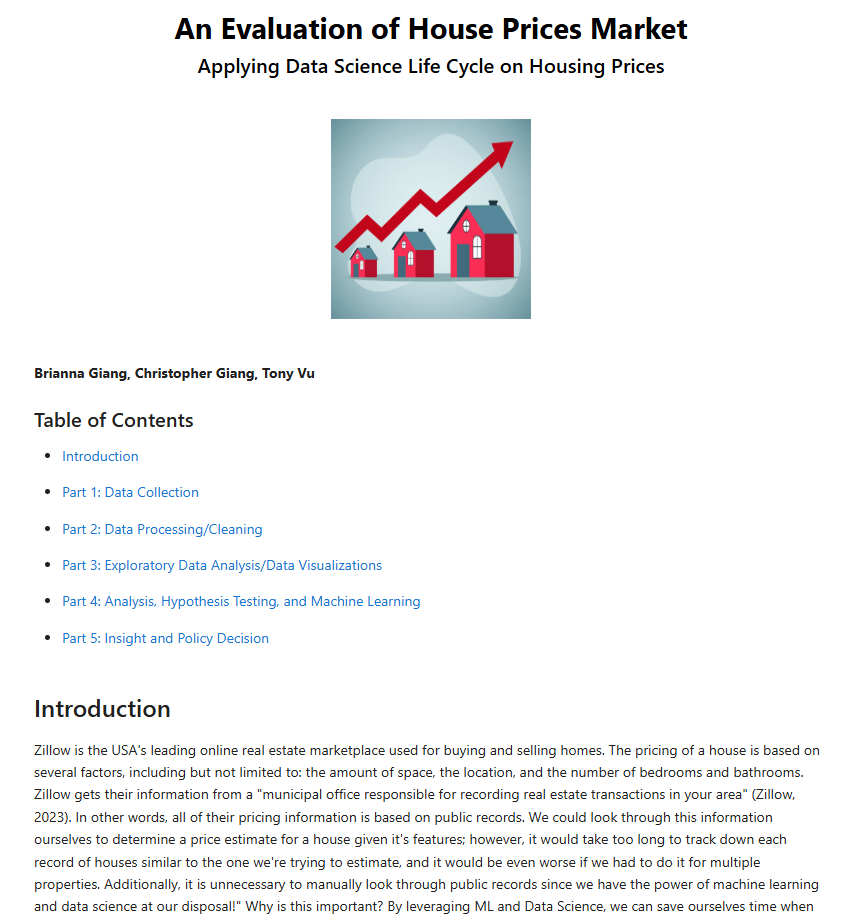 An Evaluation of House Prices Market
Applying Data Science Life Cycle on Housing Prices
Brianna Giang, Christopher Giang, Tony Vu
Table of Contents
Introduction
Part 1: Data Collection
Part 2: Data Processing/Cleaning
Part 3: Exploratory Data Analysis/Data Visualizations
Part 4: Analysis, Hypothesis Testing, and Machine Learning
Part 5: Insight and Policy Decision
Introduction
Zillow is the USA's leading online real estate marketplace used for buying and selling homes. The pricing of a house is based on
several factors, including but not limited to: the amount of space, the location, and the number of bedrooms and bathrooms.
Zillow gets their information from a "municipal office responsible for recording real estate transactions in your area" (Zillow,
2023). In other words, all of their pricing information is based on public records. We could look through this information
ourselves to determine a price estimate for a house given it's features; however, it would take too long to track down each
record of houses similar to the one we're trying to estimate, and it would be even worse if we had to do it for multiple
properties. Additionally, it is unnecessary to manually look through public records since we have the power of machine learning
and data science at our disposal!" Why is this important? By leveraging ML and Data Science, we can save ourselves time when